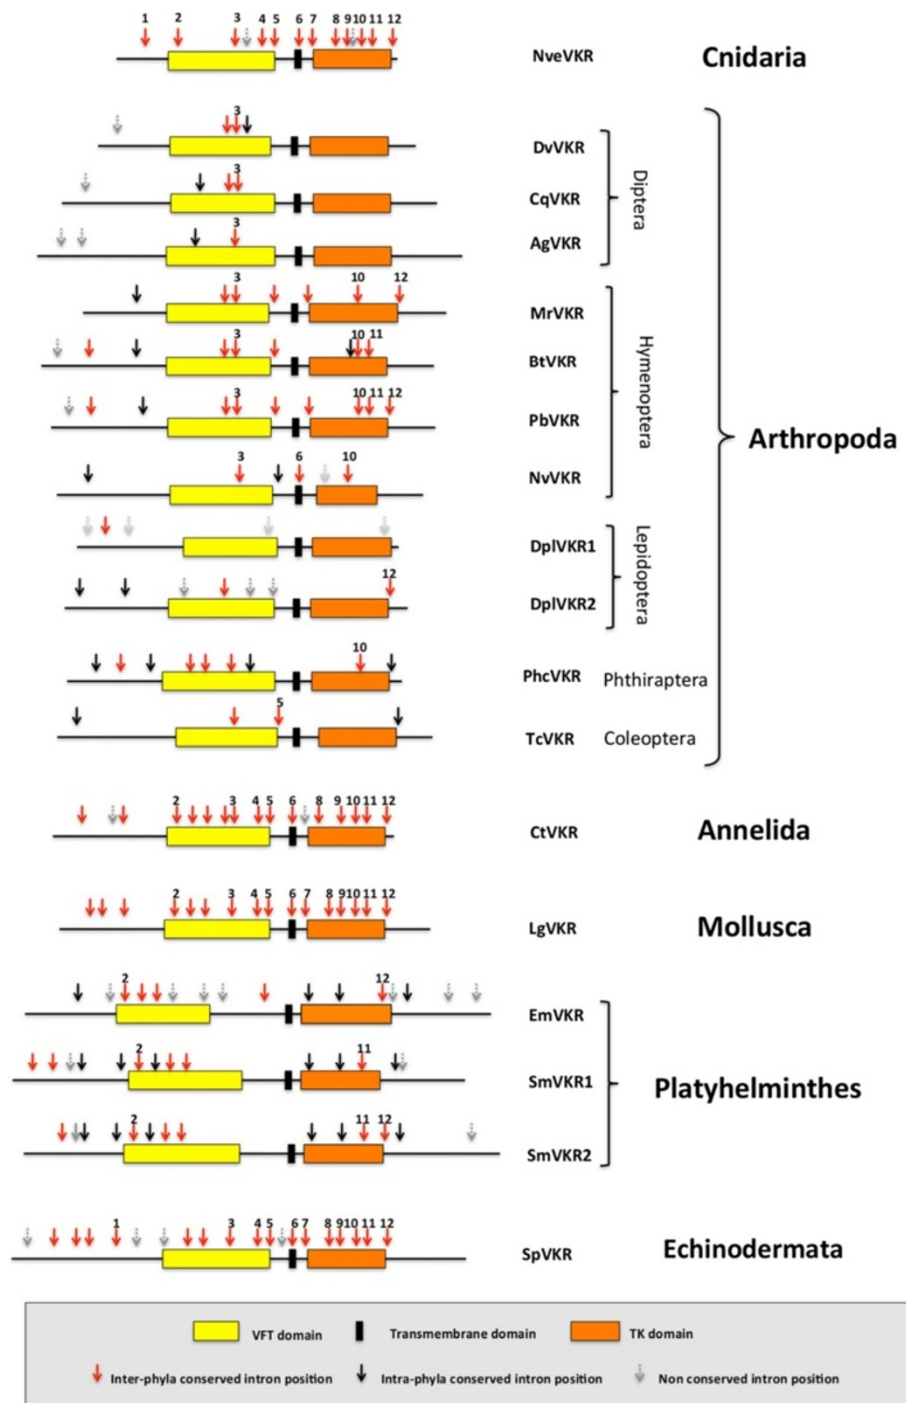 1 2 3 4 5 6 7 8 9 10 11 12
NveVKR Cnidaria
3
DvVKR
3
CqVKR
Diptera
3
AgVKR
3 10 12
MrVKR
3 10 11
BtVKR
Hymenoptera
3 10 11 12
PbVKR
Arthropoda
3 6 10
NvVKR
DplVKR1
Lepidoptera
12
DplVKR2
10
PhcVKR Phthiraptera
5
TcVKR Coleoptera
2 3 4 5 6 8 9 10 11 12
CtVKR Annelida
2 3 4 5 6 7 8 9 10 11 12
LgVKR Mollusca
2 12
EmVKR
2 11
SmVKR1
Platyhelminthes
2 11 12
SmVKR2
1 3 4 5 6 7 8 9 10 11 12
SpVKR Echinodermata
VFT domain Transmembrane domain TK domain
Inter-phyla conserved intron position Intra-phyla conserved intron position Non conserved intron position